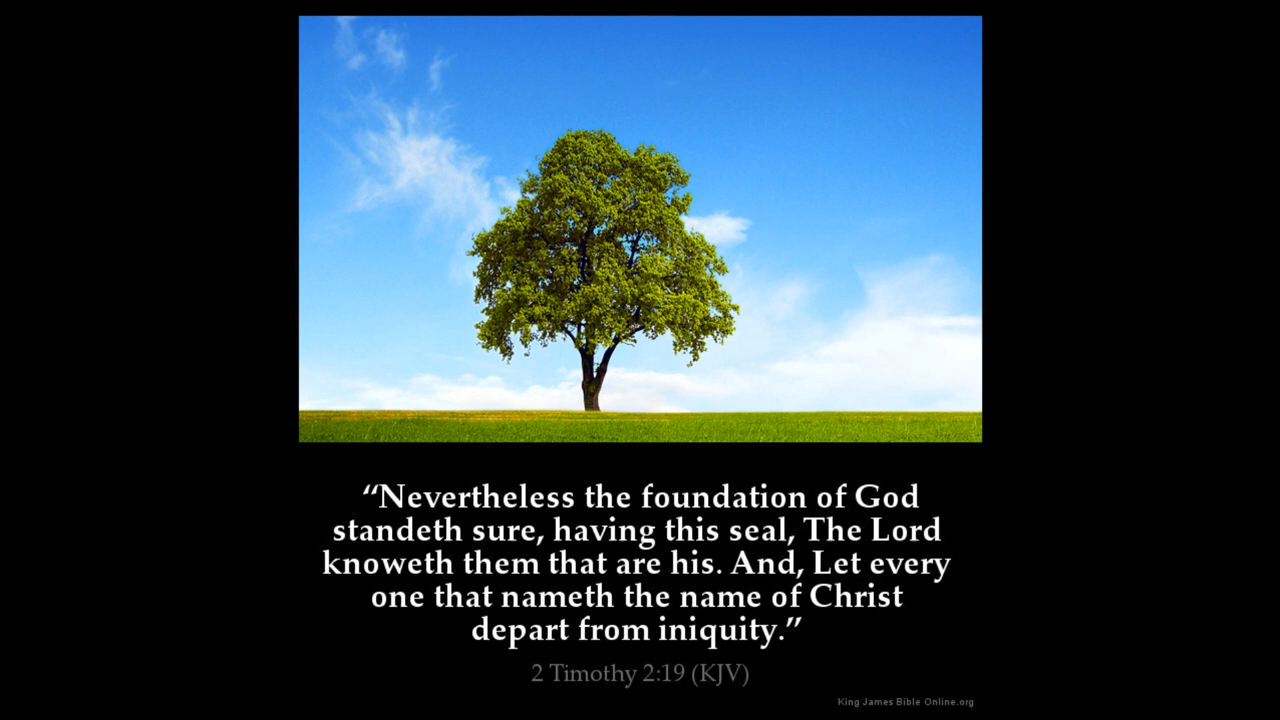 “Nevertheless the foundation of God
standeth sure, having this seal, The Lord
knoweth them that are his. And, Let every
one that nameth the name of Christ
depart from iniquity.”
2 Timothy 2:19 (KJV)
King James Bible Online.org